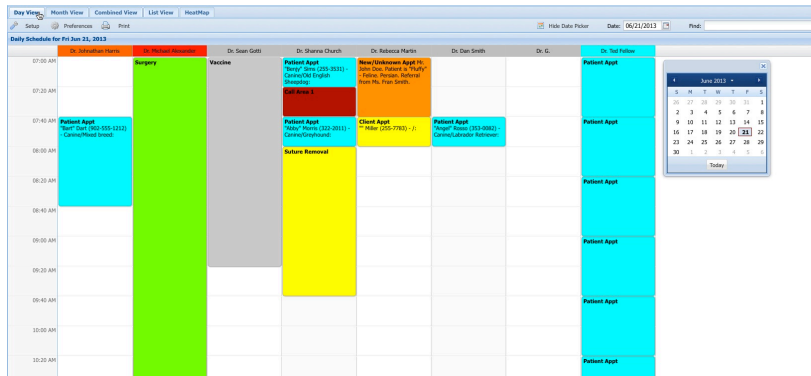 Day View Month View Combined View List View HeatMap
Setup Preferences Print Hide Date Picker Date: 06/21/2013 Find:
Daily Schedule for Fri Jun 21, 2013
Dr. Johnathan Harris Dr. Michael Alexander Dr. Sean Gotti Dr. Shanna Church Dr. Rebecca Martin Dr. Dan Smith Dr. G. Dr. Ted Fellow
07:00 AM
07:20 AM
07:40 AM
08:00 AM
08:20 AM
08:40 AM
09:00 AM
09:20 AM
09:40 AM
10:00 AM
10:20 AM
Patient Appt
"Bart" Dart (902-555-1212)
- Canine/Mixed breed:
Surgery
Vaccine
Patient Appt
"Benjy" Sims (255-3531) -
Canine/Old English
Sheepdog:
Call Area 1
Patient Appt
"Abby" Morris (322-2011) -
Canine/Greyhound:
Suture Removal
New/Unknown Appt Mr.
John Doe. Patient is "Fluffy"
- Feline, Persian. Referral
from Ms. Fran Smith.
Client Appt
"" Miller (255-7783) - /:
Patient Appt
"Angel" Rosso (353-0082) -
Canine/Labrador Retriever:
Patient Appt
Patient Appt
Patient Appt
Patient Appt
Patient Appt
Patient Appt
June 2013
S M T W T F S
26 27 28 29 30 31 1
2 3 4 5 6 7 8
9 10 11 12 13 14 15
16 17 18 19 20 21 22
23 24 25 26 27 28 29
30 1 2 3 4 5 6
Today